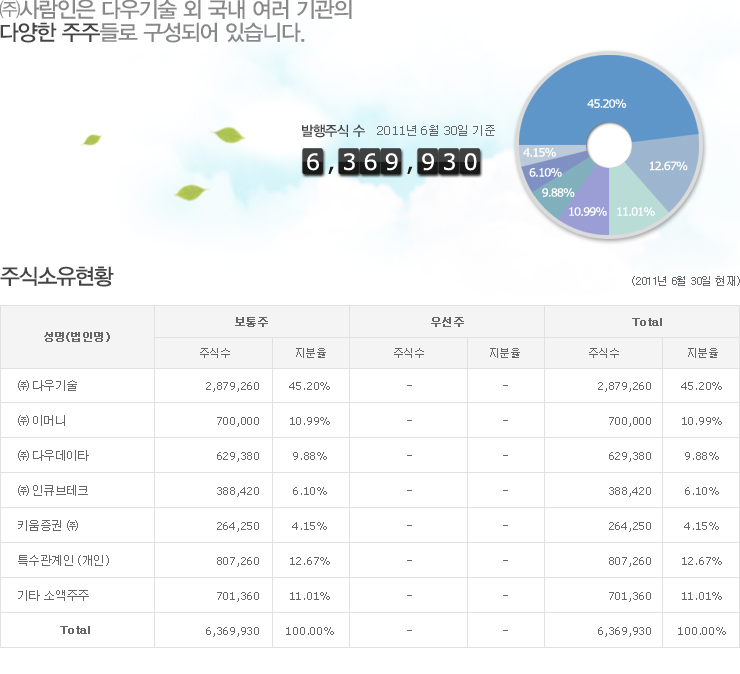 ㈜사람인은 다우기술 외 국내 여러 기관의
다양한 주주들로 구성되어 있습니다.
발행주식 수 2011년 6월 30일 기준
6,369,930
45.20%
12.67%
11.01%
10.99%
9.88%
6.10%
4.15%
주식소유현황
(2011년 6월 30일 현재)
성명(법인명) 보통주 우선주 Total
주식수 지분율 주식수 지분율 주식수 지분율
㈜ 다우기술 2,879,260 45.20% - - 2,879,260 45.20%
㈜ 이머니 700,000 10.99% - - 700,000 10.99%
㈜ 다우데이타 629,380 9.88% - - 629,380 9.88%
㈜ 인큐브테크 388,420 6.10% - - 388,420 6.10%
키움증권 ㈜ 264,250 4.15% - - 264,250 4.15%
특수관계인 (개인) 807,260 12.67% - - 807,260 12.67%
기타 소액주주 701,360 11.01% - - 701,360 11.01%
Total 6,369,930 100.00% - - 6,369,930 100.00%